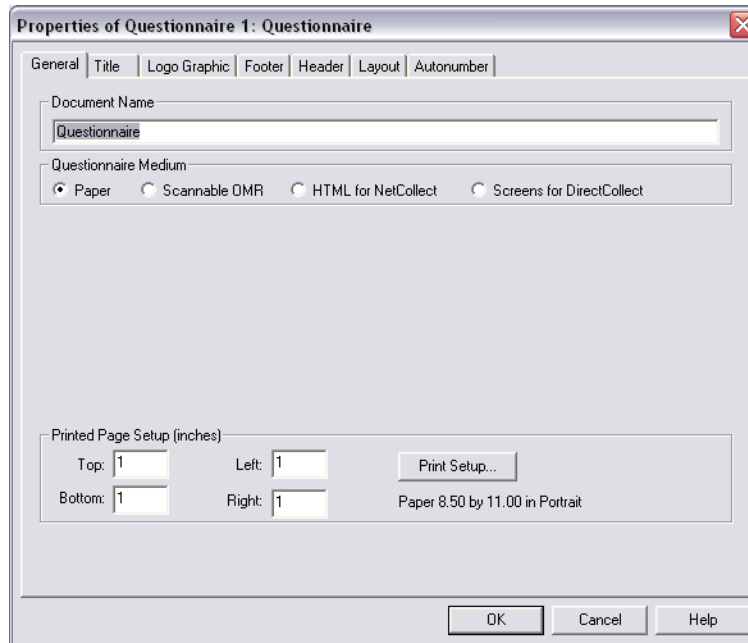 Properties of Questionnaire 1: Questionnaire
General Title Logo Graphic Footer Header Layout Autonumber
Document Name
Questionnaire
Questionnaire Medium
Paper Scannable OMR HTML for NetCollect Screens for DirectCollect
Printed Page Setup (inches)
Top: 1 Left: 1 Print Setup...
Bottom: 1 Right: 1 Paper 8.50 by 11.00 in Portrait
OK Cancel Help